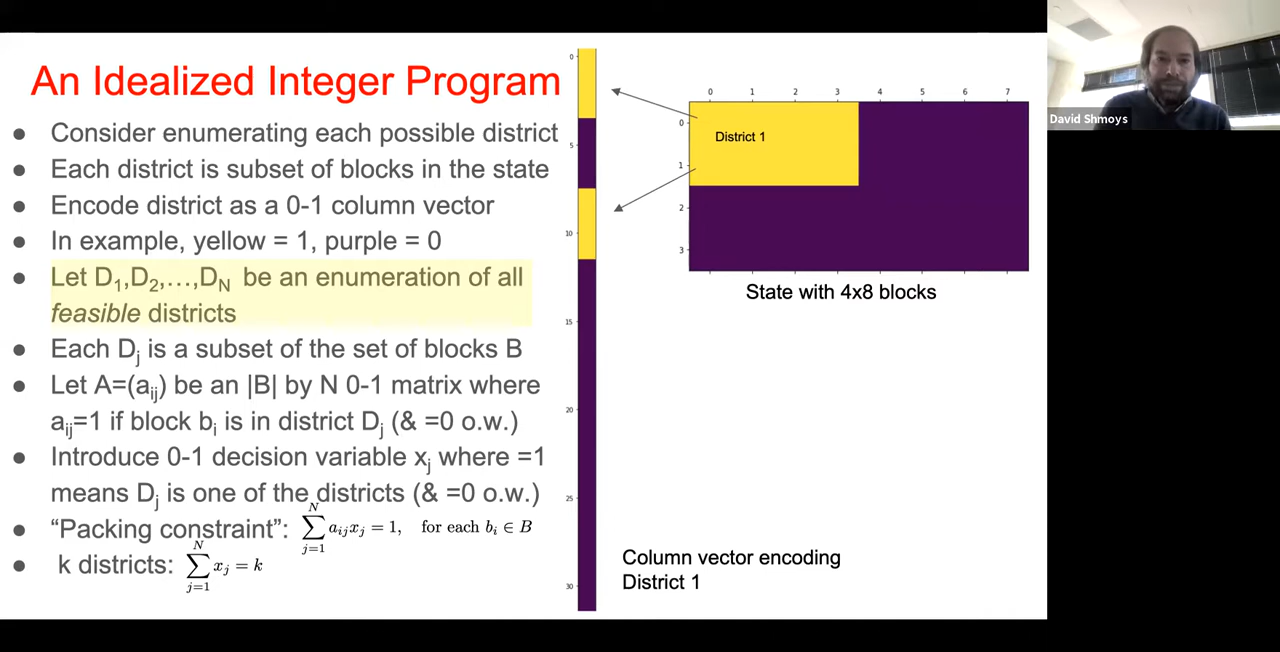 An Idealized Integer Program
● Consider enumerating each possible district
● Each district is subset of blocks in the state
● Encode district as a 0-1 column vector
● In example, yellow = 1, purple = 0
● Let D₁,D₂,…,D_N be an enumeration of all
feasible districts
● Each Dⱼ is a subset of the set of blocks B
● Let A=(aᵢⱼ) be an |B| by N 0-1 matrix where
aᵢⱼ=1 if block bᵢ is in district Dⱼ (& =0 o.w.)
● Introduce 0-1 decision variable xⱼ where =1
means Dⱼ is one of the districts (& =0 o.w.)
● “Packing constraint”: ∑_{j=1}^{N} aᵢⱼxⱼ = 1, for each bᵢ ∈ B
● k districts: ∑_{j=1}^{N} xⱼ = k
0
5
10
15
20
25
30
0 1 2 3 4 5 6 7
0
1
2
3
District 1
State with 4x8 blocks
Column vector encoding
District 1
David Shmoys